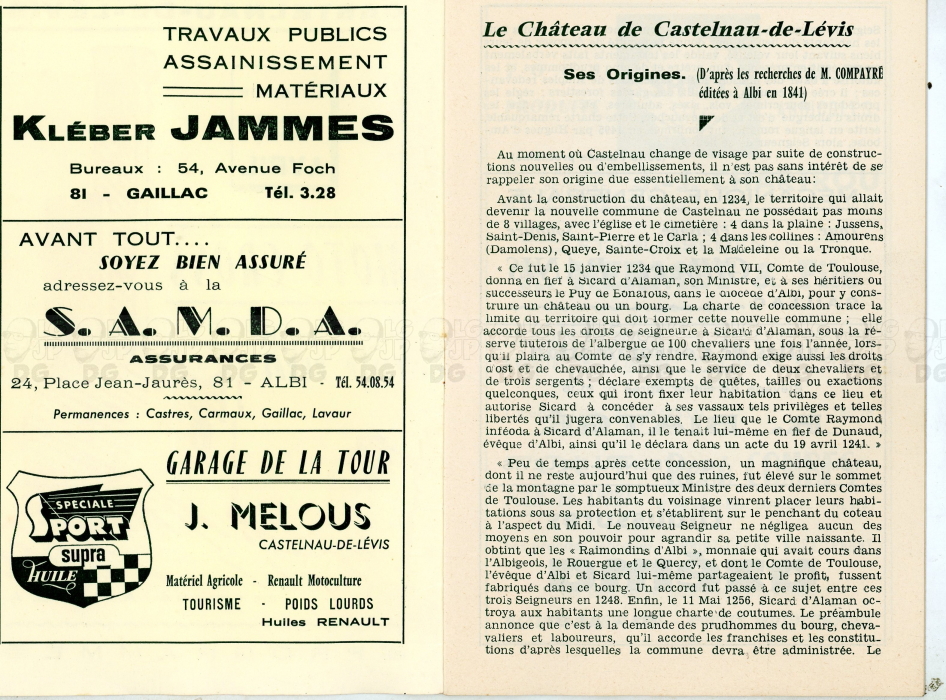 TRAVAUX PUBLICS
ASSAINISSEMENT
MATÉRIAUX
KLÉBER JAMMES
Bureaux : 54, Avenue Foch
81 - GAILLAC Tél. 3.28
AVANT TOUT....
SOYEZ BIEN ASSURÉ
adressez-vous à la
S. A. M. D. A.
ASSURANCES
24, Place Jean-Jaurès, 81 - ALBI - Tél. 54.08.54
Permanences : Castres, Carmaux, Gaillac, Lavaur
GARAGE DE LA TOUR
J. MELOUS
CASTELNAU-DE-LÉVIS
SPÉCIALE
SPORT
supra
HUILE
Matériel Agricole - Renault Motoculture
TOURISME - POIDS LOURDS
Huiles RENAULT
Le Château de Castelnau-de-Lévis
Ses Origines. (D'après les recherches de M. COMPAYRÉ
éditées à Albi en 1841)
Au moment où Castelnau change de visage par suite de construc-
tions nouvelles ou d'embellissements, il n'est pas sans intérêt de se
rappeler son origine due essentiellement à son château:
Avant la construction du château, en 1234, le territoire qui allait
devenir la nouvelle commune de Castelnau ne possédait pas moins
de 8 villages, avec l'église et le cimetière : 4 dans la plaine : Jussens,
Saint-Denis, Saint-Pierre et le Carla ; 4 dans les collines : Amourens
(Damolens), Queye, Sainte-Croix et la Madeleine ou la Tronque.
« Ce fut le 15 janvier 1234 que Raymond VII, Comte de Toulouse,
donna en fief à Sicard d'Alaman, son Ministre, et à ses héritiers ou
successeurs le Puy de Bonafous, dans le diocèse d'Albi, pour y cons-
truire un château ou un bourg. La charte de concession trace la
limite du territoire qui doit former cette nouvelle commune ; elle
accorde tous les droits de seigneurie à Sicard d'Alaman, sous la ré-
serve tiutefois de l'albergue de 100 chevaliers une fois l'année, lors-
qu'il plaira au Comte de s'y rendre. Raymond exige aussi les droits
d'ost et de chevauchée, ainsi que le service de deux chevaliers et
de trois sergents ; déclare exempts de quêtes, tailles ou exactions
quelconques, ceux qui iront fixer leur habitation dans ce lieu et
autorise Sicard à concéder à ses vassaux tels privilèges et telles
libertés qu'il jugera convenables. Le lieu que le Comte Raymond
inféoda à Sicard d'Alaman, il le tenait lui-même en fief de Dunaud,
évêque d'Albi, ainsi qu'il le déclara dans un acte du 19 avril 1241. »
« Peu de temps après cette concession, un magnifique château,
dont il ne reste aujourd'hui que des ruines, fut élevé sur le sommet
de la montagne par le somptueux Ministre des deux derniers Comtes
de Toulouse. Les habitants du voisinage vinrent placer leurs habi-
tations sous sa protection et s'établirent sur le penchant du coteau
à l'aspect du Midi. Le nouveau Seigneur ne négligea aucun des
moyens en son pouvoir pour agrandir sa petite ville naissante. Il
obtint que les « Raimondins d'Albi », monnaie qui avait cours dans
l'Albigeois, le Rouergue et le Quercy, et dont le Comte de Toulouse,
l'évêque d'Albi et Sicard lui-même partageaient le profit, fussent
fabriqués dans ce bourg. Un accord fut passé à ce sujet entre ces
trois Seigneurs en 1248. Enfin, le 11 Mai 1256, Sicard d'Alaman oc-
troya aux habitants une longue charte de coutumes. Le préambule
annonce que c'est à la demande des prudhommes du bourg, cheva-
valiers et laboureurs, qu'il accorde les franchises et les constitu-
tions d'après lesquelles la commune devra être administrée. Le